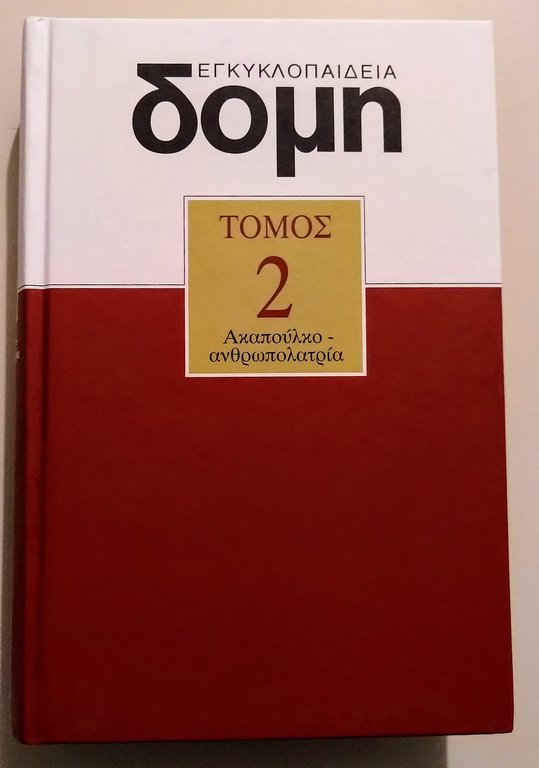 ΕΓΚΥΚΛΟΠΑΙΔΕΙΑ
δομη
ΤΟΜΟΣ
2
Ακαπούλκο -
ανθρωπολατρία